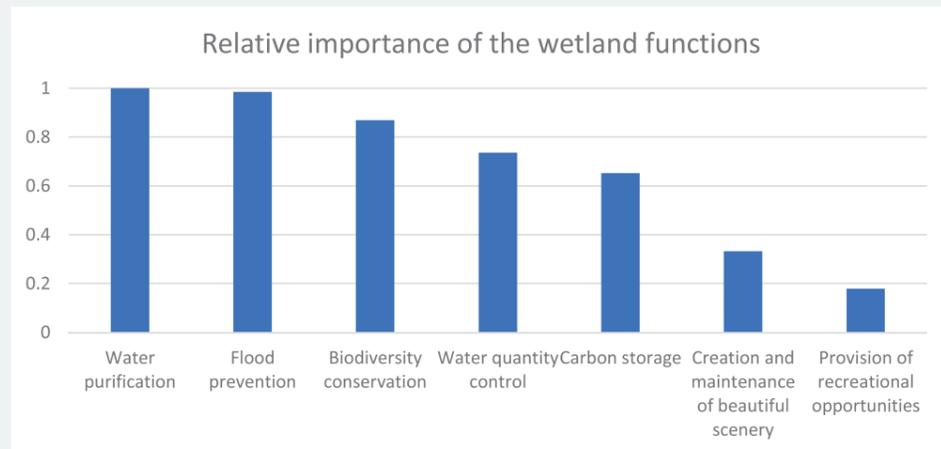 Relative importance of the wetland functions
1
0.8
0.6
0.4
0.2
0
Water
purification
Flood
prevention
Biodiversity
conservation
Water quantity
control
Carbon storage
Creation and
maintenance
of beautiful
scenery
Provision of
recreational
opportunities